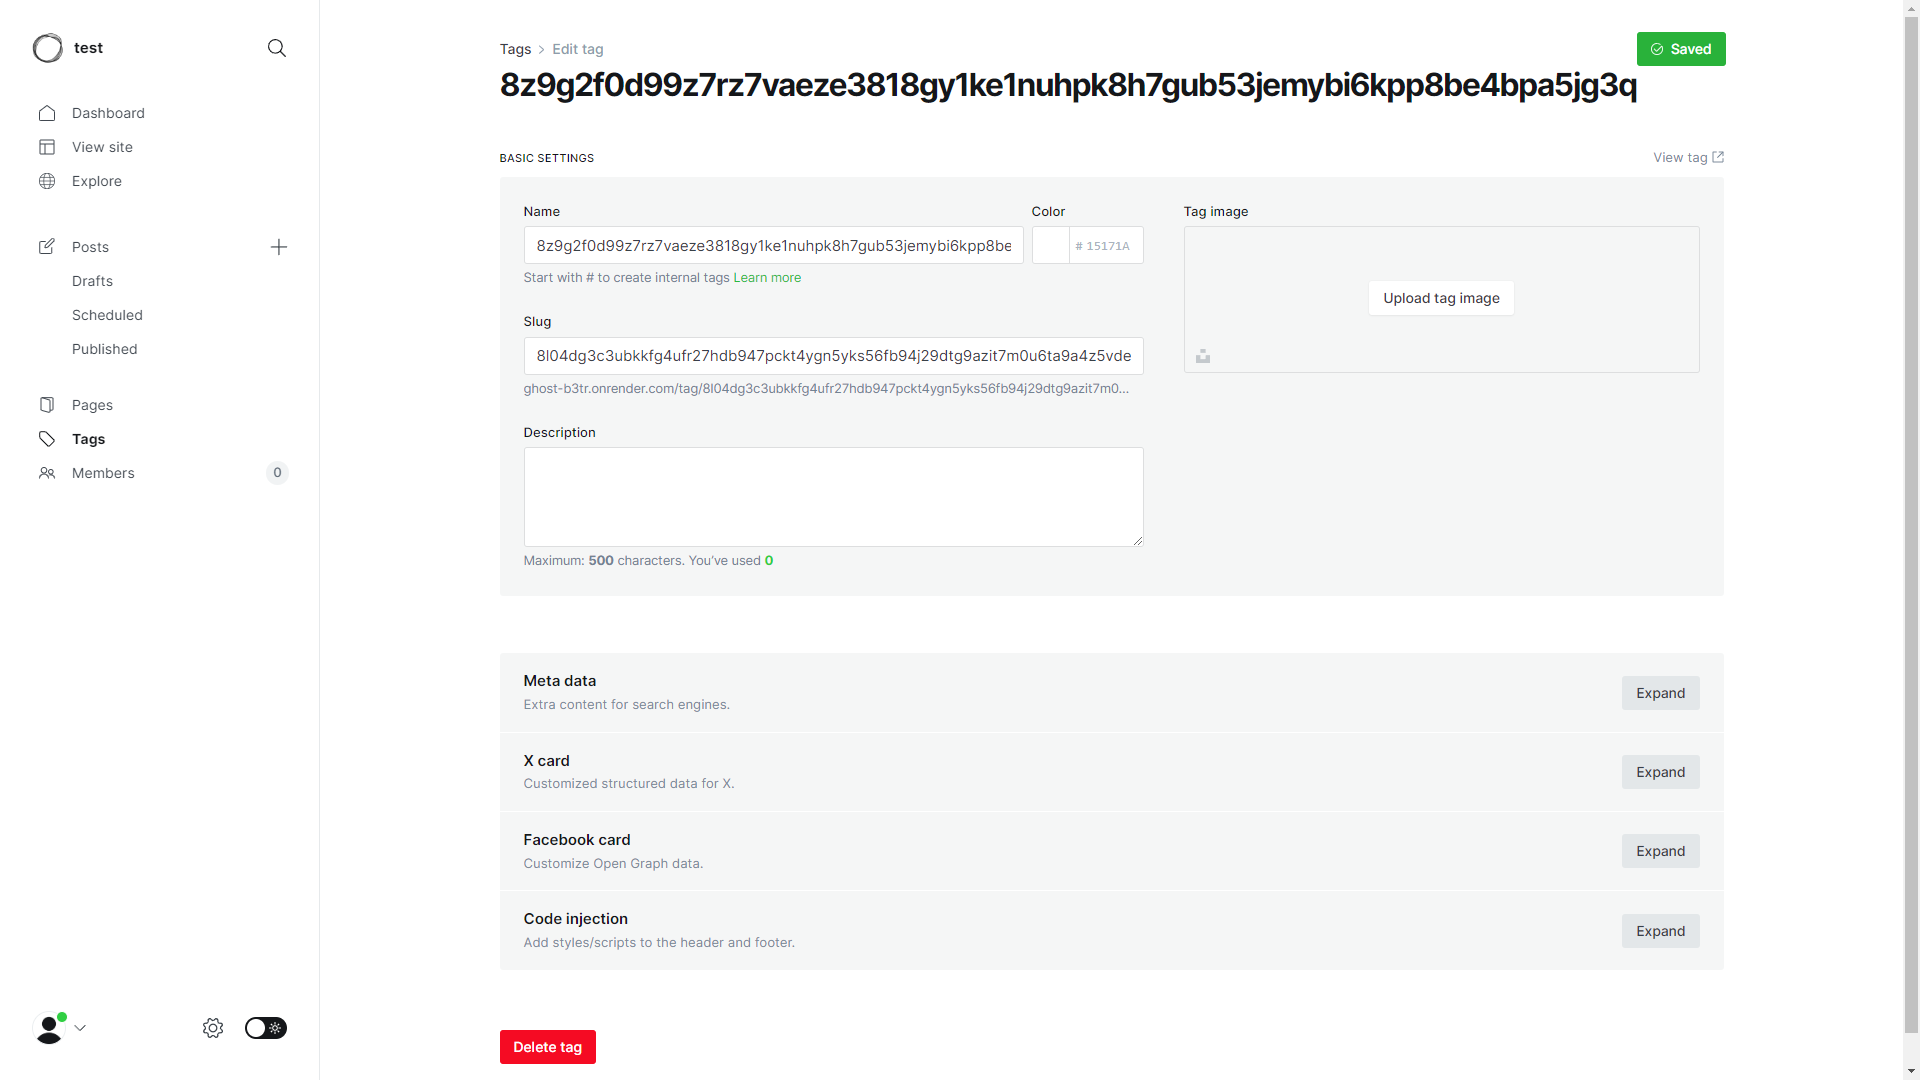 test
Dashboard
View site
Explore
Posts
Drafts
Scheduled
Published
Pages
Tags
Members
0
Tags
Edit tag
Saved
8z9g2f0d99z7rz7vaeze3818gy1ke1nuhpk8h7gub53jemybi6kpp8be4bpa5jg3q
BASIC SETTINGS
View tag
Name
8z9g2f0d99z7rz7vaeze3818gy1ke1nuhpk8h7gub53jemybi6kpp8be
Start with # to create internal tags Learn more
Color
# 15171A
Slug
8l04dg3c3ubkkfg4ufr27hdb947pckt4ygn5yks56fb94j29dtg9azit7m0u6ta9a4z5vde
ghost-b3tr.onrender.com/tag/8l04dg3c3ubkkfg4ufr27hdb947pckt4ygn5yks56fb94j29dtg9azit7m0...
Description
Maximum: 500 characters. You've used 0
Tag image
Upload tag image
Meta data
Extra content for search engines.
Expand
X card
Customized structured data for X.
Expand
Facebook card
Customize Open Graph data.
Expand
Code injection
Add styles/scripts to the header and footer.
Expand
Delete tag